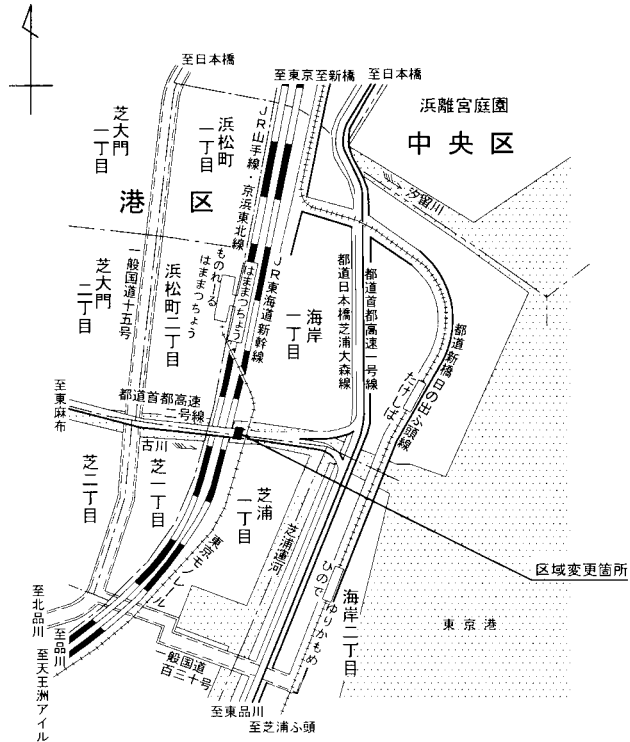 至日本橋
至東京
至新橋
至日本橋
浜離宮庭園
中央区
芝大門
一丁目
浜松町
一丁目
港区
汐留川
JR山手線・京浜東北線
ものれーる
はままつちょう
はままつちょう
JR東海道新幹線
海岸
一丁目
都道日本橋芝浦大森線
都道首都高速一号線
都道新橋日の出ふ頭線
たけしば
芝大門
二丁目
一般国道十五号
浜松町二丁目
至東麻布
都道首都高速
二号線
古川
芝二丁目
芝一丁目
芝浦
一丁目
芝浦運河
東京モノレール
ひので
ゆりかもめ
海岸二丁目
区域変更箇所
東京港
至北品川
至品川
至天王洲アイル
一般国道
百三十号
至東品川
至芝浦ふ頭